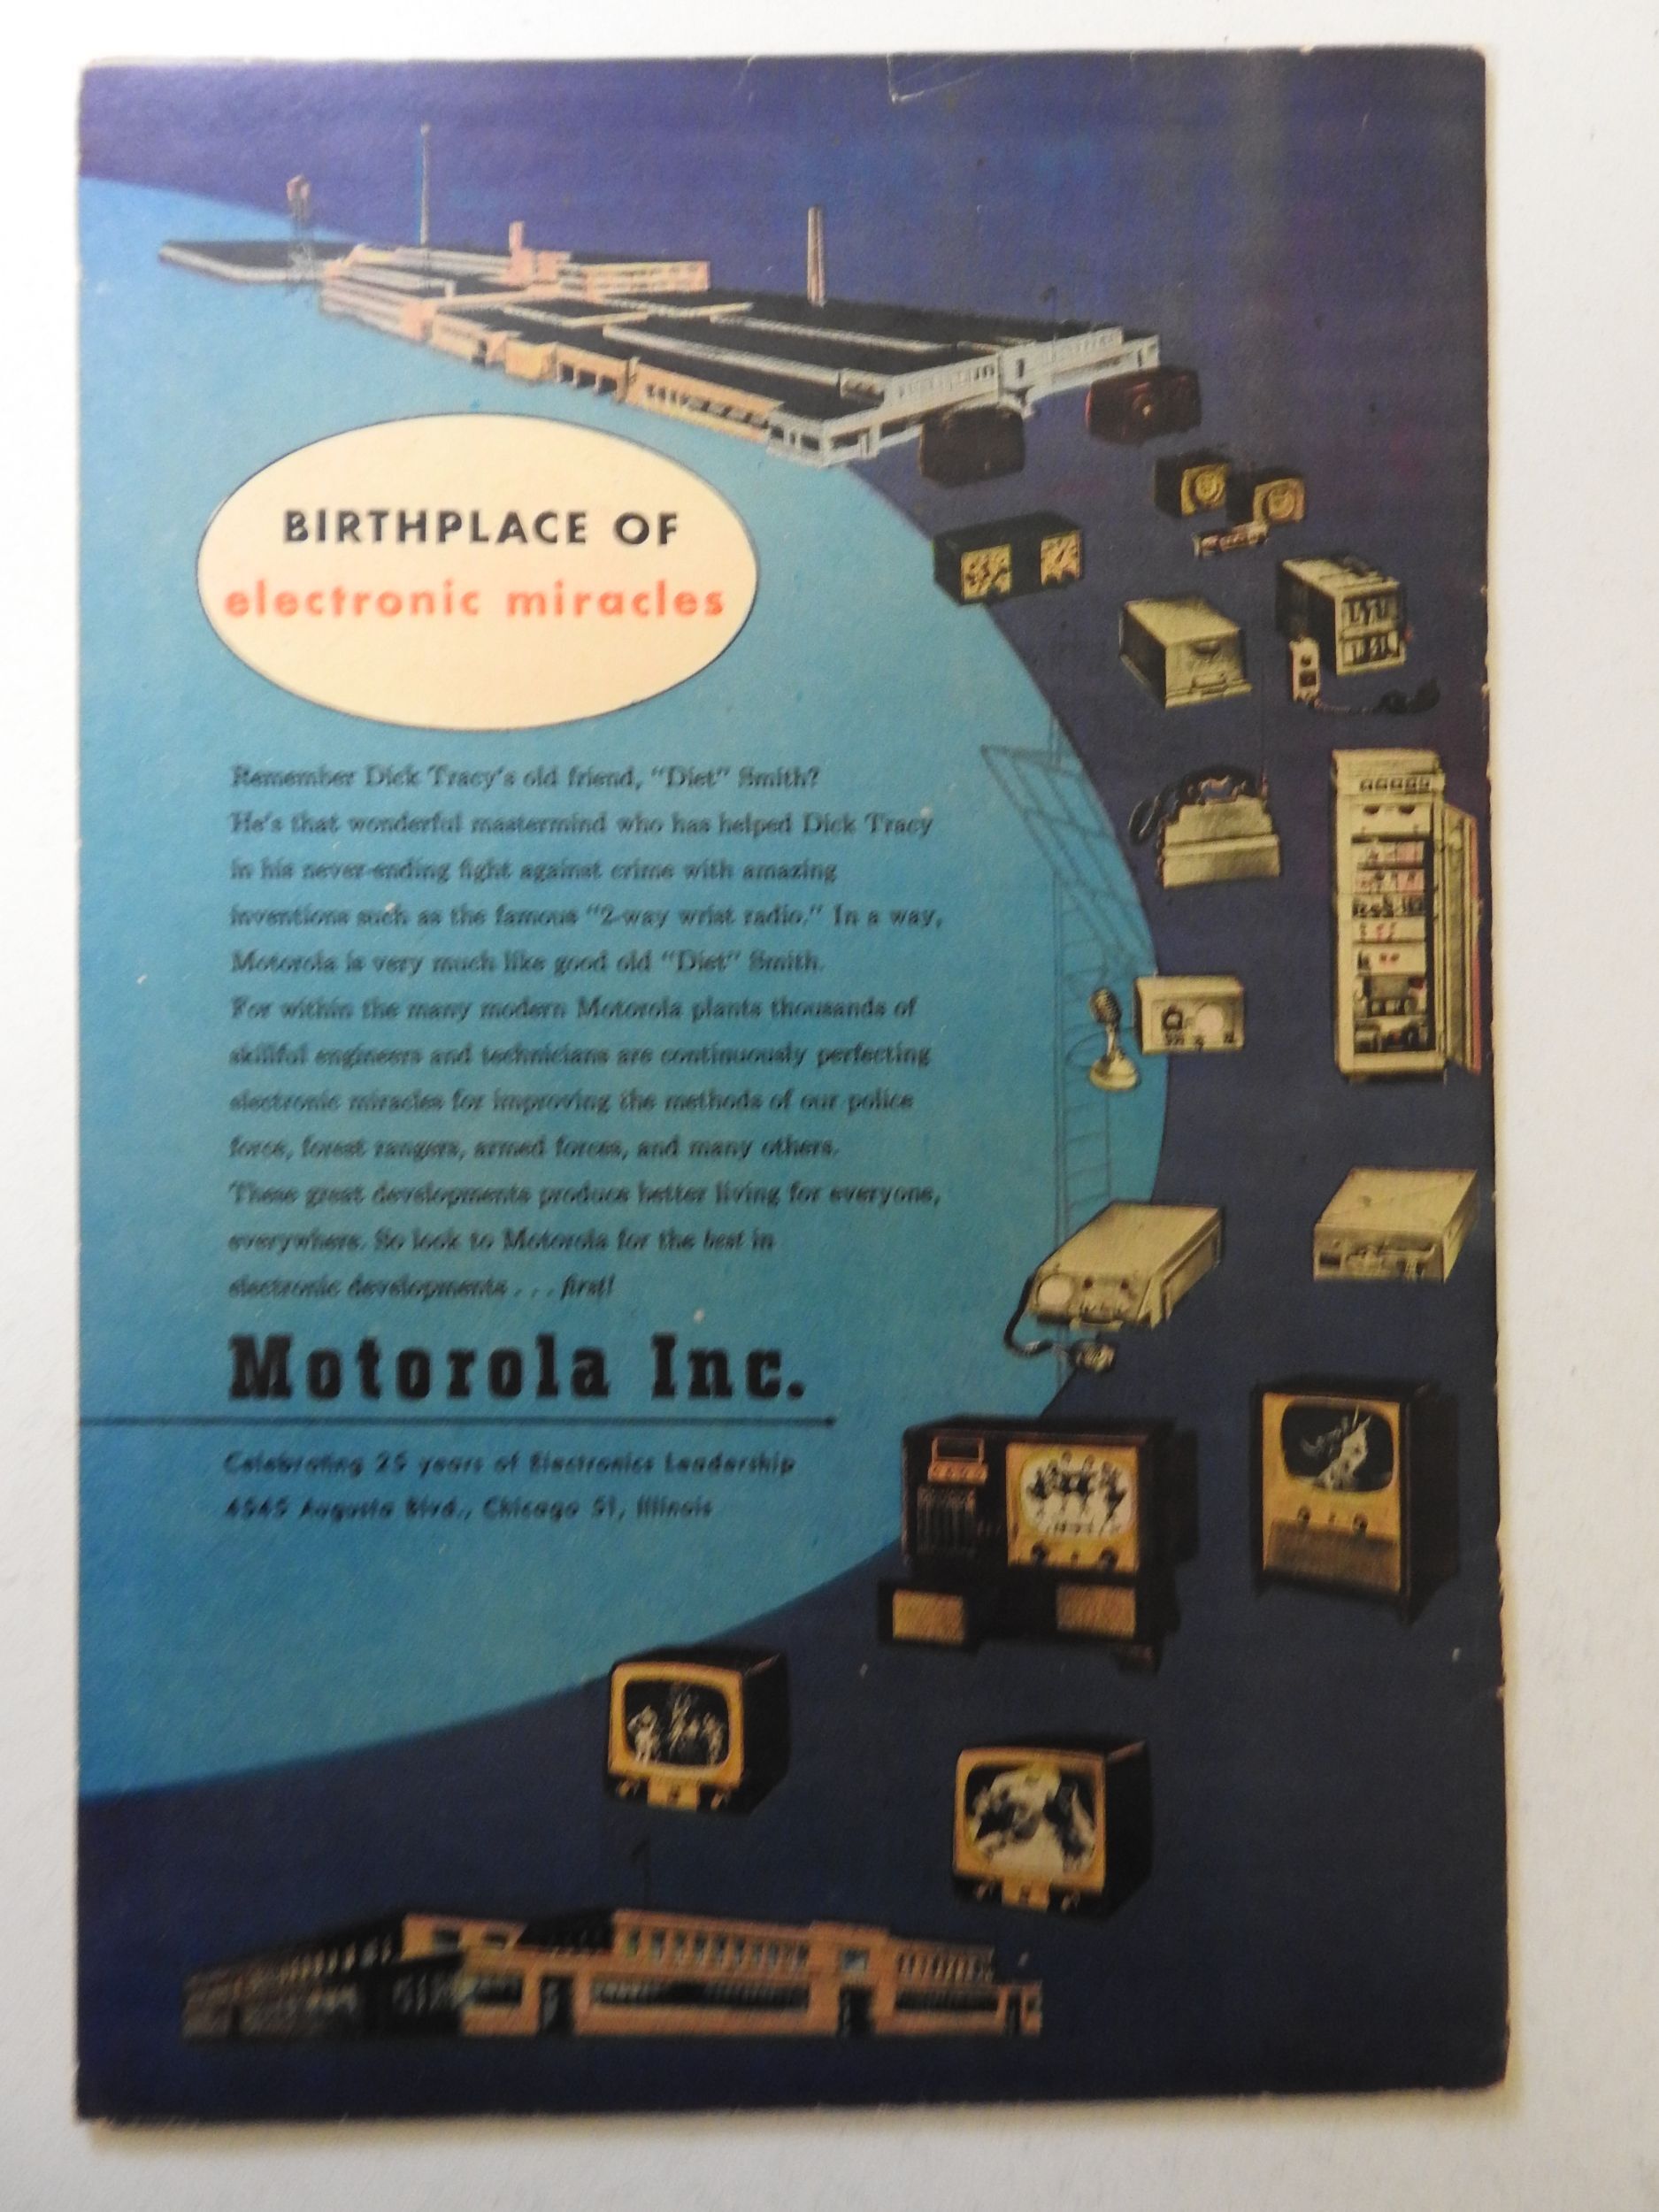 BIRTHPLACE OF
electronic miracles
Remember Dick Tracy's old friend, "Diet" Smith?
He's that wonderful mastermind who has helped Dick Tracy
in his never-ending fight against crime with amazing
inventions such as the famous "2-way wrist radio." In a way,
Motorola is very much like good old "Diet" Smith.
For within the many modern Motorola plants thousands of
skillful engineers and technicians are continuously perfecting
electronic miracles for improving the methods of our police
force, forest rangers, armed forces, and many others.
These great developments produce better living for everyone,
everywhere. So look to Motorola for the best in
electronic developments . . . first!
Motorola Inc.
Celebrating 25 years of Electronics Leadership
4545 Augusta Blvd., Chicago 51, Illinois